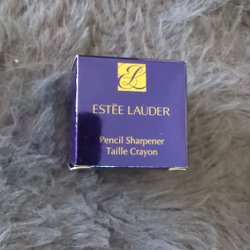 ESTĒE LAUDER
Pencil Sharpener
Taille Crayon